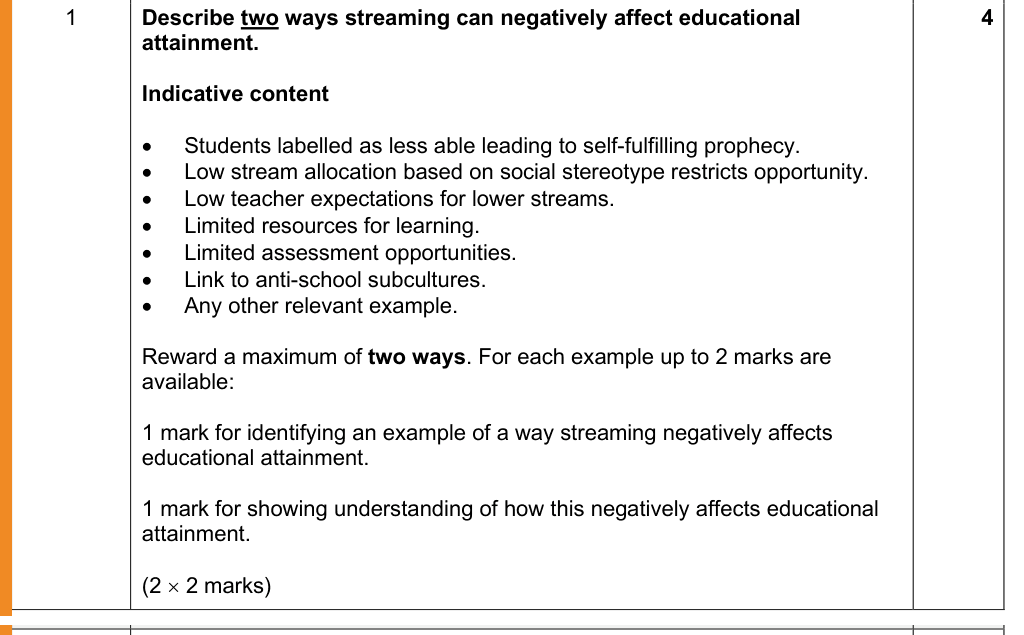 1
Describe two ways streaming can negatively affect educational
attainment.
4
Indicative content
• Students labelled as less able leading to self-fulfilling prophecy.
• Low stream allocation based on social stereotype restricts opportunity.
• Low teacher expectations for lower streams.
• Limited resources for learning.
• Limited assessment opportunities.
• Link to anti-school subcultures.
• Any other relevant example.
Reward a maximum of two ways. For each example up to 2 marks are
available:
1 mark for identifying an example of a way streaming negatively affects
educational attainment.
1 mark for showing understanding of how this negatively affects educational
attainment.
(2 × 2 marks)